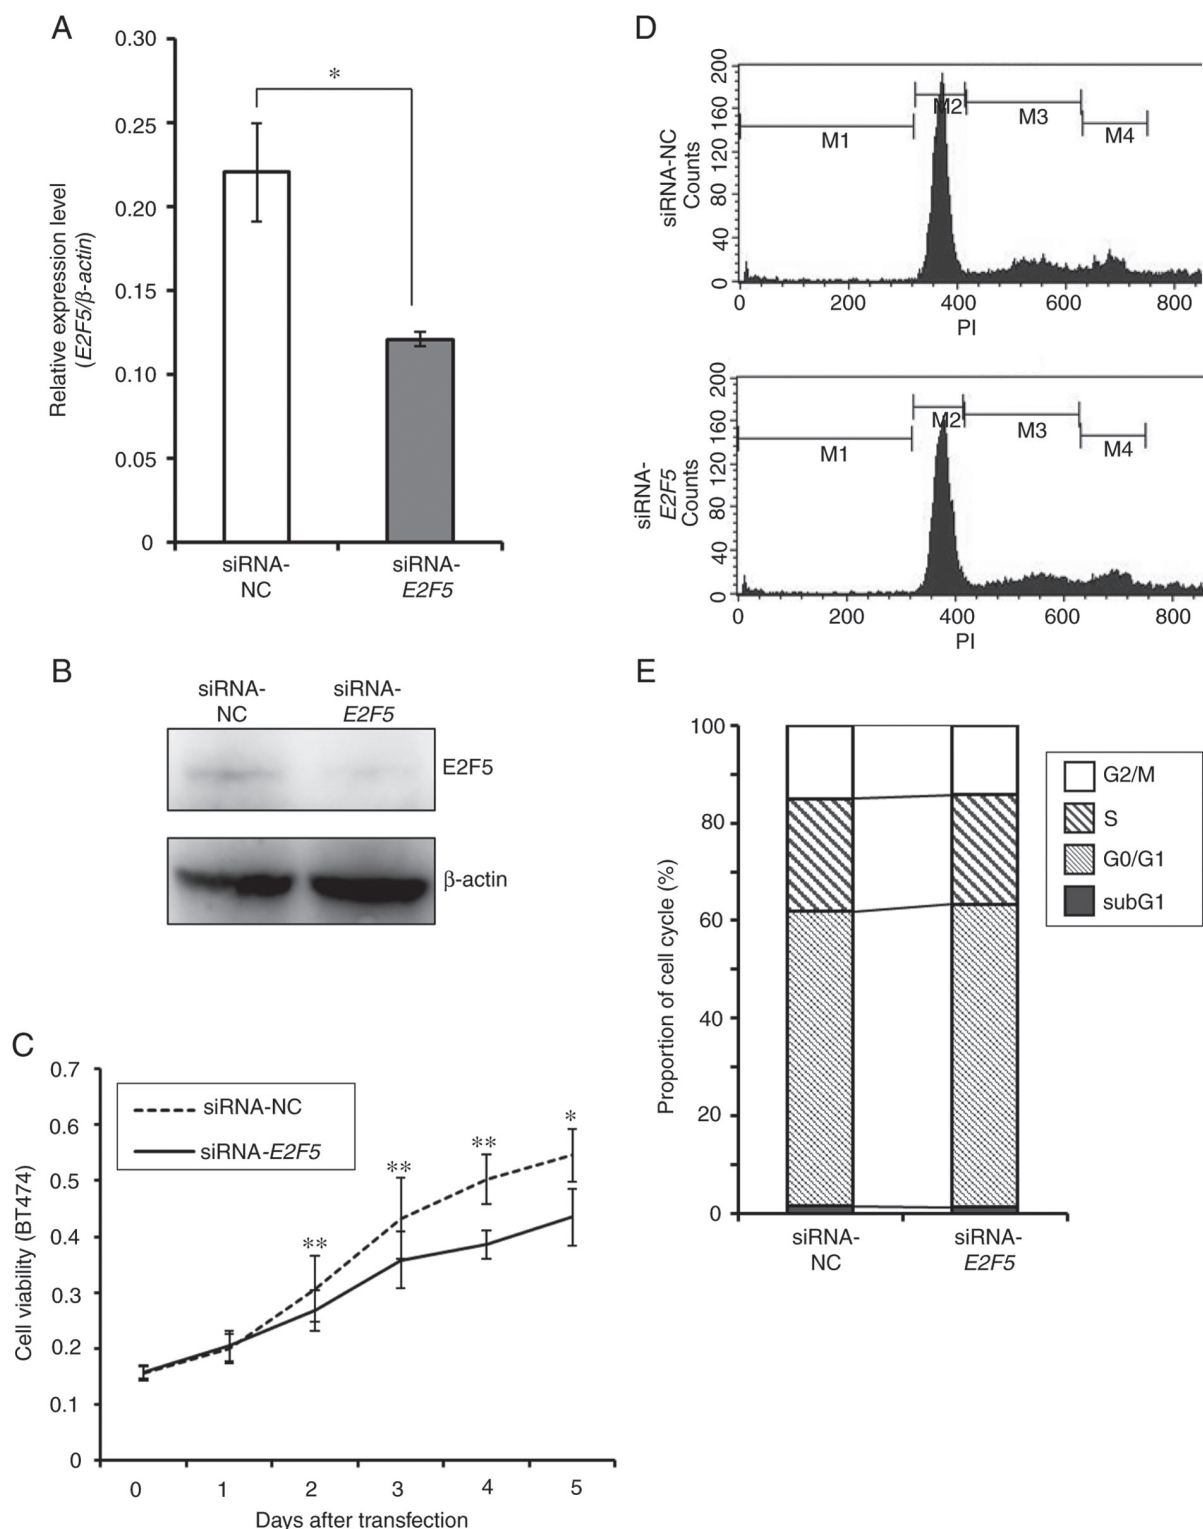 A
0.30
0.25
0.20
0.15
0.10
0.05
0
Relative expression level
(E2F5/β-actin)
*
siRNA-
NC
siRNA-
E2F5
B
siRNA-
NC
siRNA-
E2F5
E2F5
β-actin
C
0.7
0.6
0.5
0.4
0.3
0.2
0.1
0
Cell viability (BT474)
siRNA-NC
siRNA-E2F5
**
**
**
*
0 1 2 3 4 5
Days after transfection
D
siRNA-NC
Counts
200
160
120
80
40
0
M1
M2
M3
M4
0 200 400 600 800
PI
siRNA-
E2F5
Counts
200
160
120
80
40
0
M1
M2
M3
M4
0 200 400 600 800
PI
E
100
80
60
40
20
0
Proportion of cell cycle (%)
siRNA-
NC
siRNA-
E2F5
G2/M
S
G0/G1
subG1